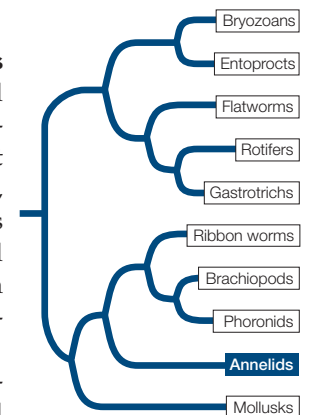 Bryozoans
Entoprocts
Flatworms
Rotifers
Gastrotrichs
Ribbon worms
Brachiopods
Phoronids
Annelids
Mollusks